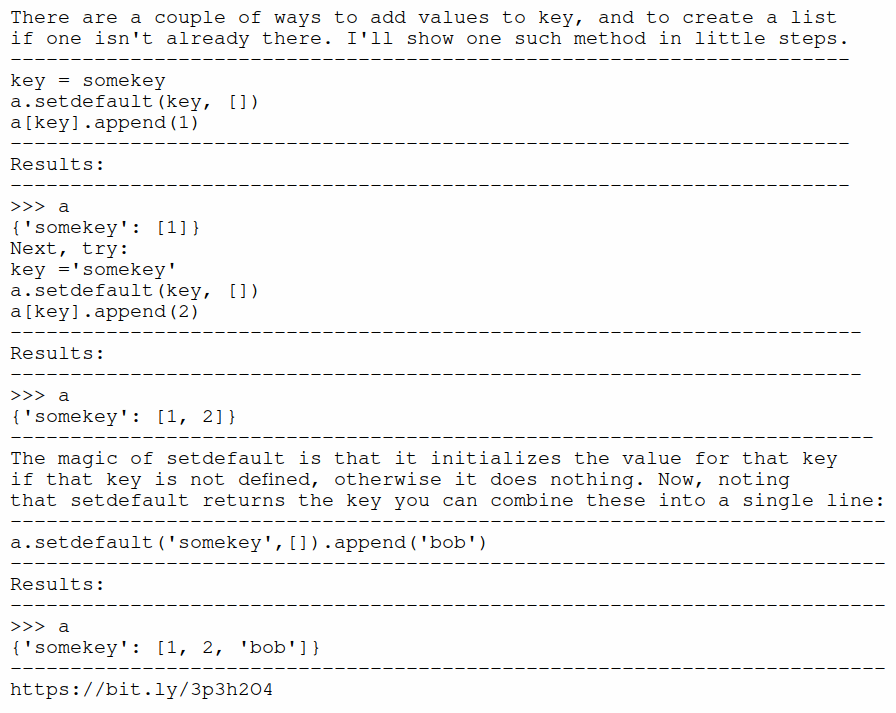 There are a couple of ways to add values to key, and to create a list
if one isn't already there. I'll show one such method in little steps.
----------------------------------------------------------------------
key = somekey
a.setdefault(key, [])
a[key].append(1)
----------------------------------------------------------------------
Results:
----------------------------------------------------------------------
>>> a
{'somekey': [1]}
Next, try:
key ='somekey'
a.setdefault(key, [])
a[key].append(2)
-----------------------------------------------------------------------
Results:
-----------------------------------------------------------------------
>>> a
{'somekey': [1, 2]}
------------------------------------------------------------------------
The magic of setdefault is that it initializes the value for that key
if that key is not defined, otherwise it does nothing. Now, noting
that setdefault returns the key you can combine these into a single line:
-------------------------------------------------------------------------
a.setdefault('somekey',[]).append('bob')
-------------------------------------------------------------------------
Results:
-------------------------------------------------------------------------
>>> a
{'somekey': [1, 2, 'bob']}
-------------------------------------------------------------------------
https://bit.ly/3p3h2O4